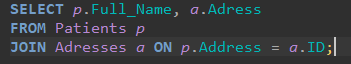 SELECT p.Full_Name, a.Adress
FROM Patients p
JOIN Adresses a ON p.Address = a.ID;